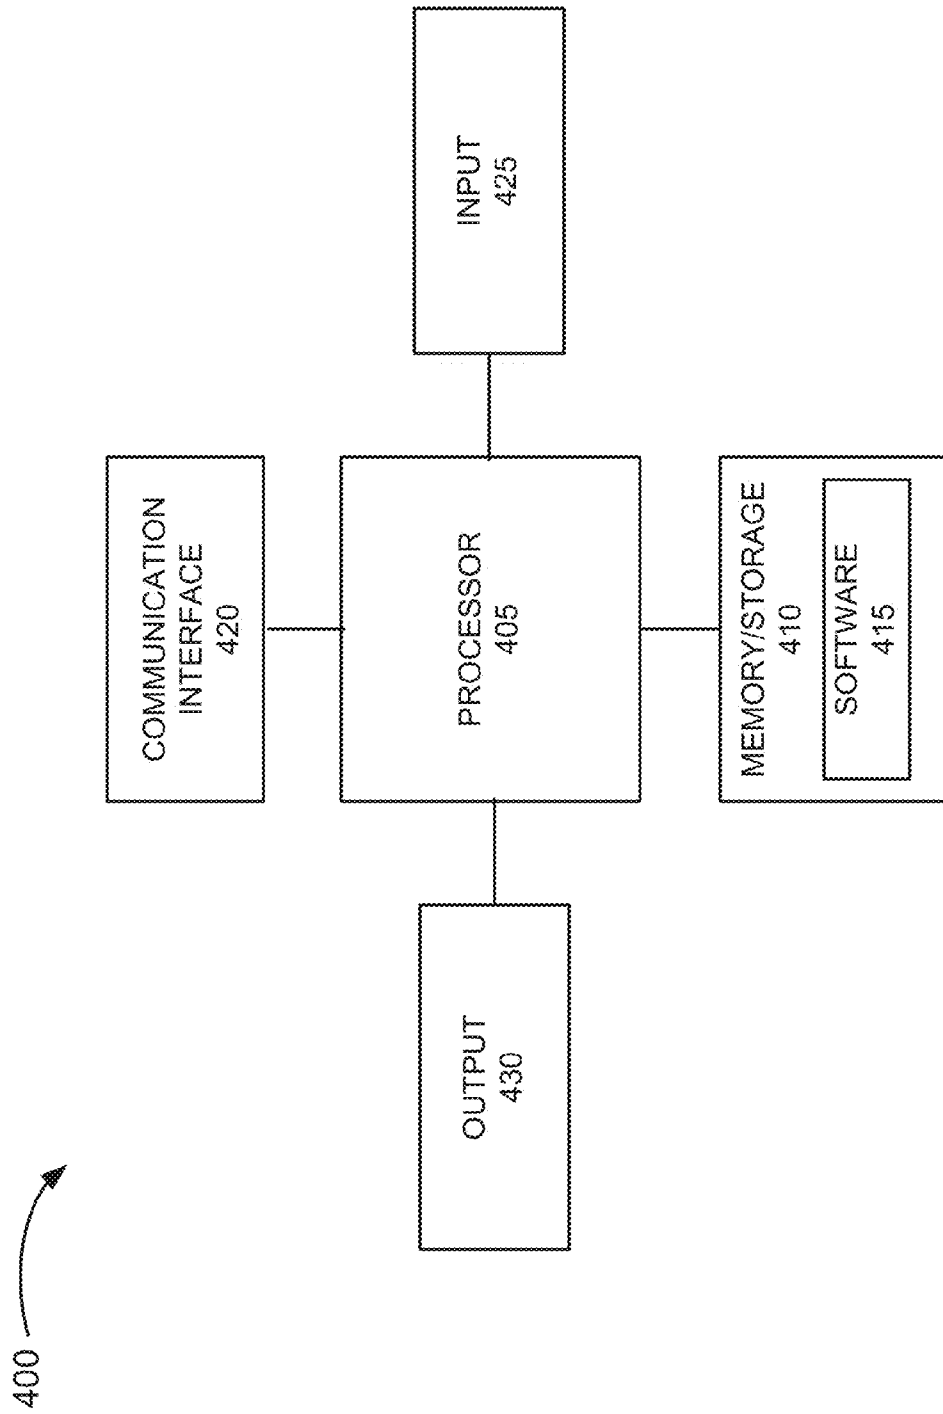 400
COMMUNICATION
INTERFACE
420
OUTPUT
430
PROCESSOR
405
INPUT
425
MEMORY/STORAGE
410
SOFTWARE
415